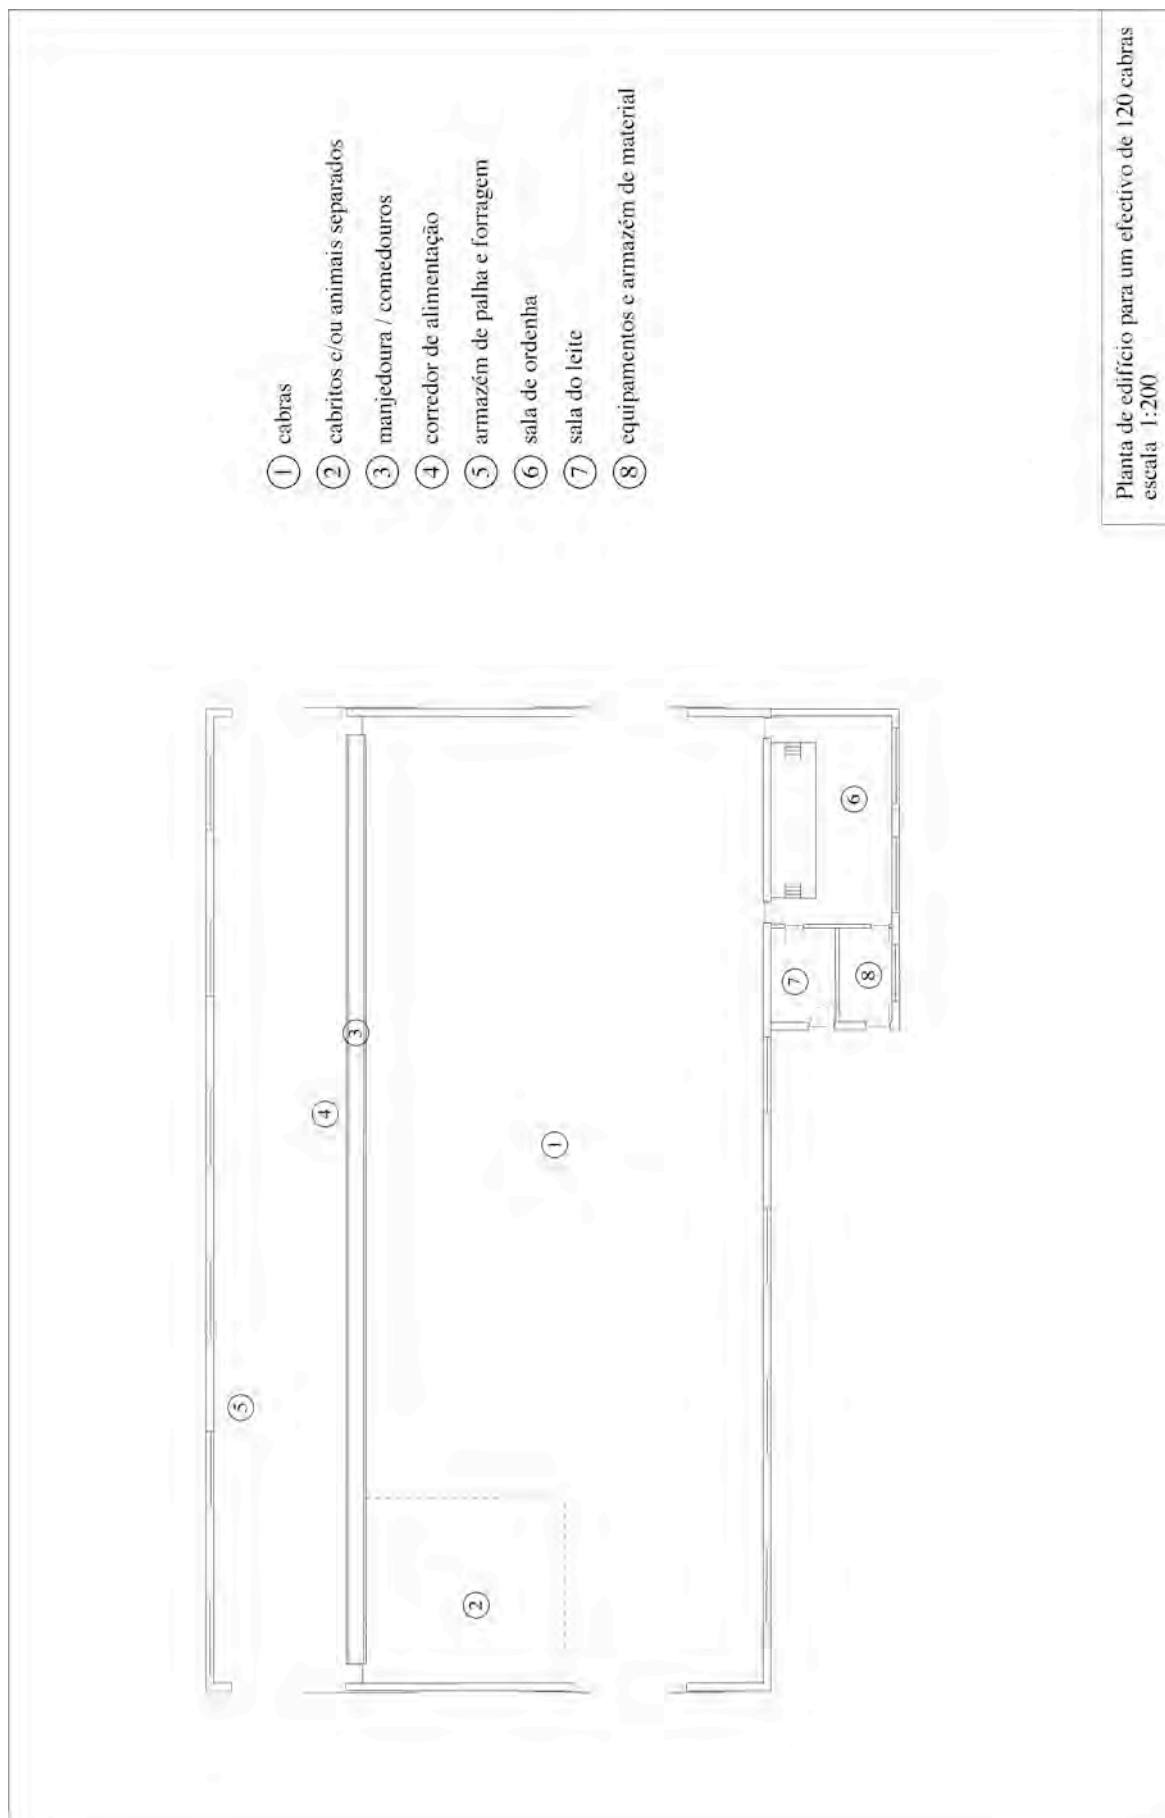 ① cabras
② cabritos e/ou animais separados
③ manjedoura / comedouros
④ corredor de alimentação
⑤ armazém de palha e forragem
⑥ sala de ordenha
⑦ sala do leite
⑧ equipamentos e armazém de material
5
4
3
2
1
7
8
6
Planta de edifício para um efectivo de 120 cabras
escala 1:200